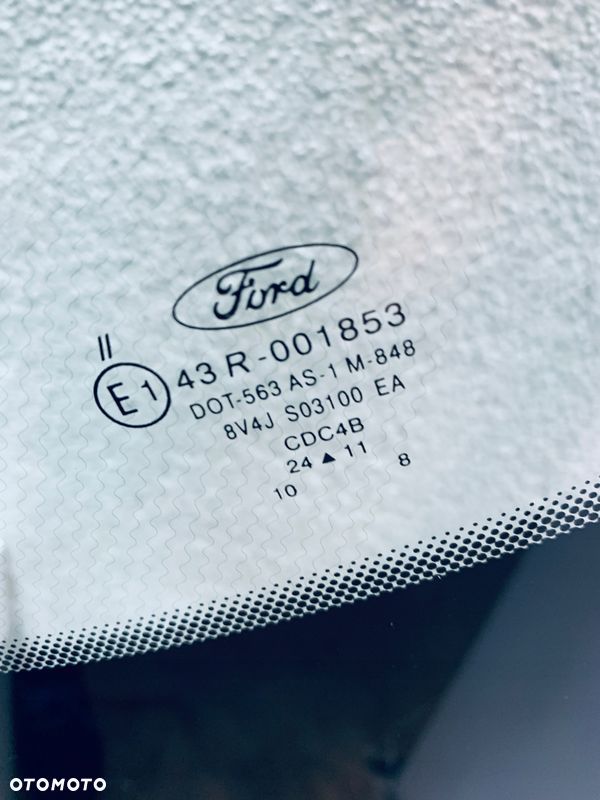 Ford
II
E1 43 R-001853
DOT-563 AS-1 M-848
8V4J S03100 EA
CDC4B
24 ▲ 11
10 8
OTOMOTO